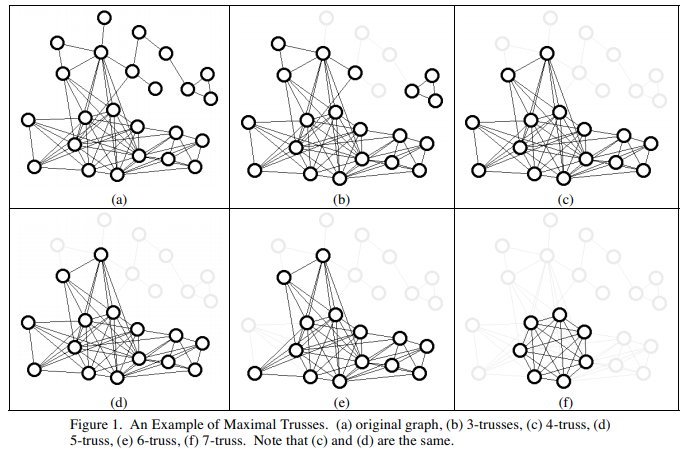 (a)
(b)
(c)
(d)
(e)
(f)
Figure 1. An Example of Maximal Trusses. (a) original graph, (b) 3-trusses, (c) 4-truss, (d)
5-truss, (e) 6-truss, (f) 7-truss. Note that (c) and (d) are the same.